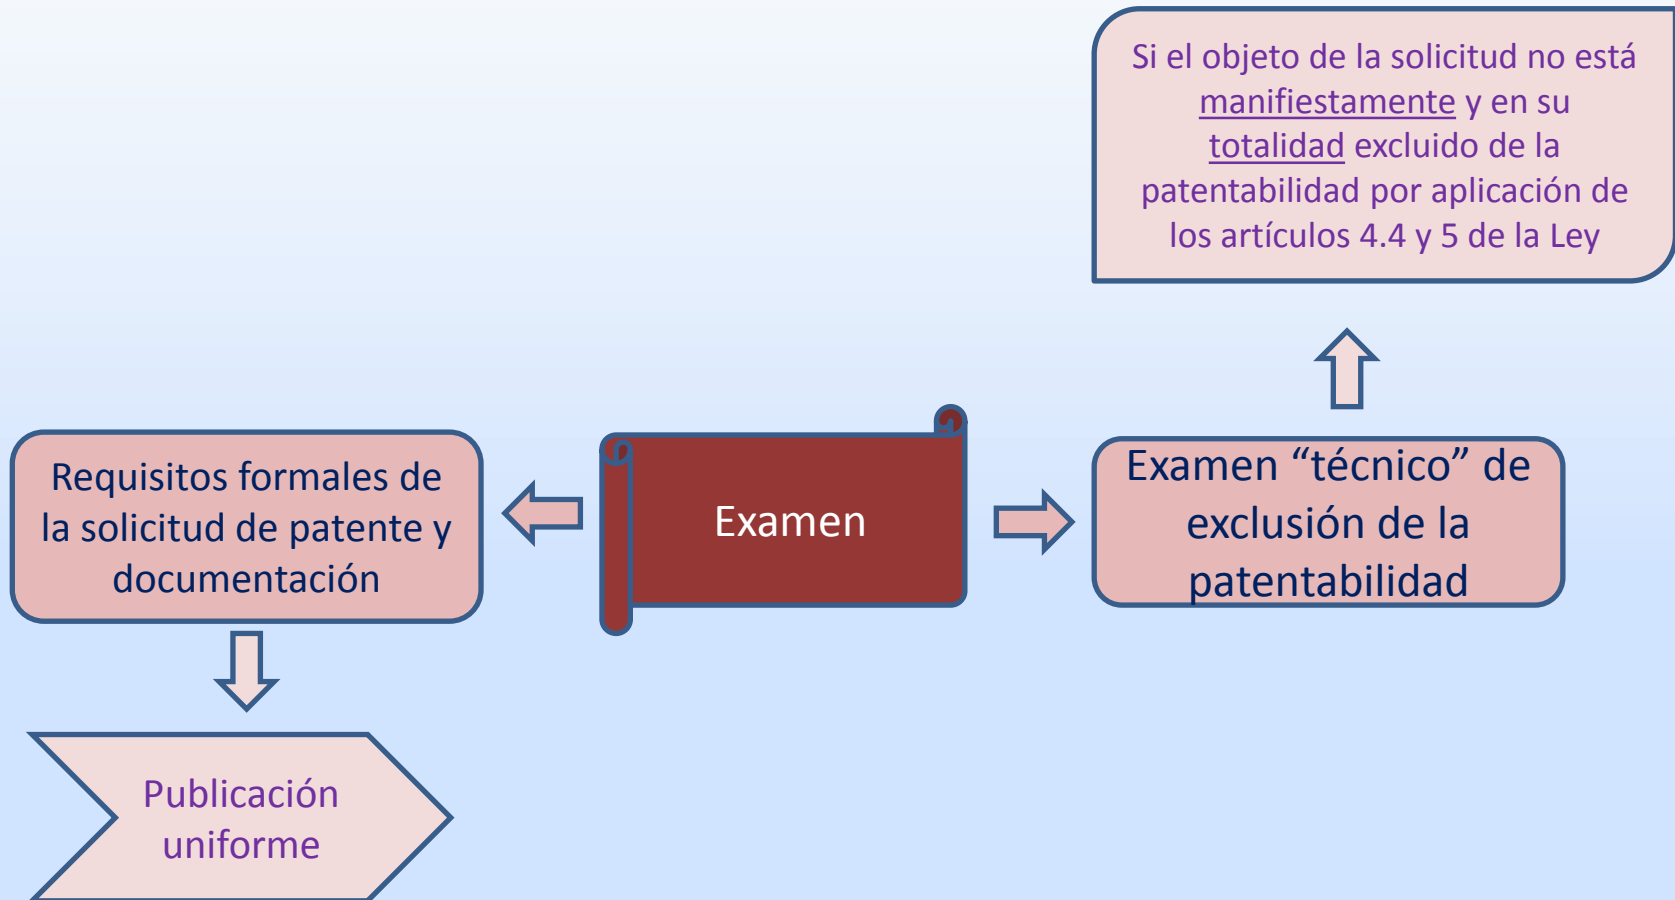 Si el objeto de la solicitud no está
manifiestamente y en su
totalidad excluido de la
patentabilidad por aplicación de
los artículos 4.4 y 5 de la Ley
Requisitos formales de
la solicitud de patente y
documentación
Examen
Examen “técnico” de
exclusión de la
patentabilidad
Publicación
uniforme